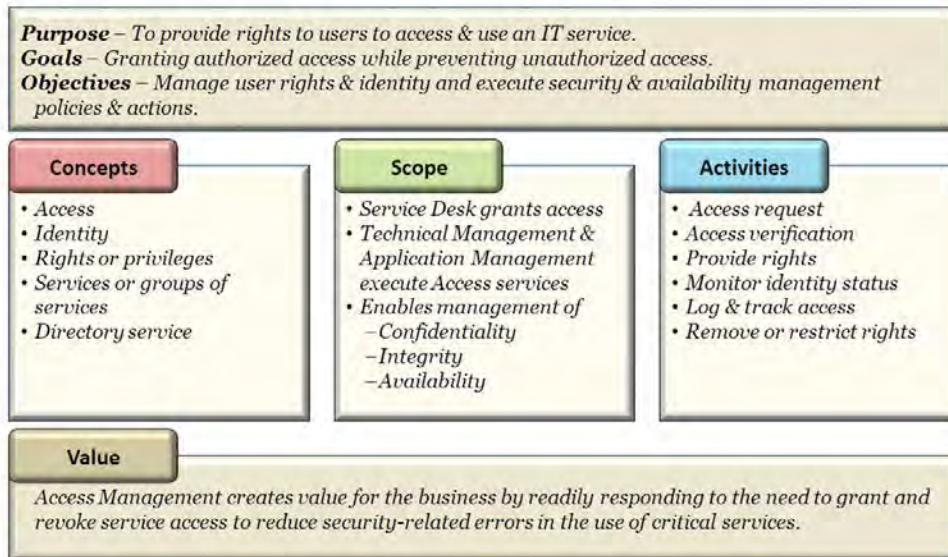 Purpose – To provide rights to users to access & use an IT service.
Goals – Granting authorized access while preventing unauthorized access.
Objectives – Manage user rights & identity and execute security & availability management
policies & actions.
Concepts
• Access
• Identity
• Rights or privileges
• Services or groups of
services
• Directory service
Scope
• Service Desk grants access
• Technical Management &
Application Management
execute Access services
• Enables management of
–Confidentiality
–Integrity
–Availability
Activities
• Access request
• Access verification
• Provide rights
• Monitor identity status
• Log & track access
• Remove or restrict rights
Value
Access Management creates value for the business by readily responding to the need to grant and
revoke service access to reduce security-related errors in the use of critical services.